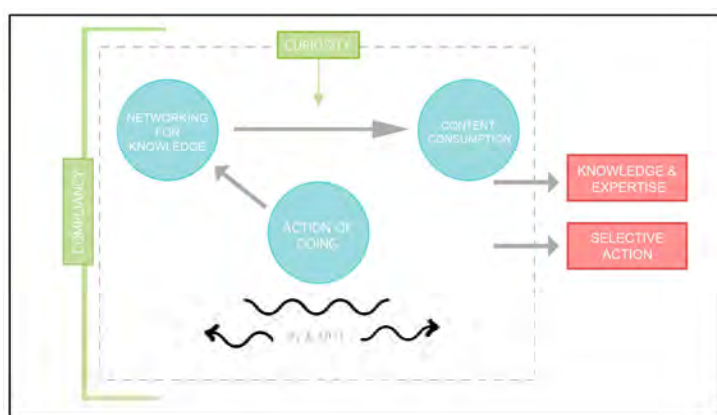 CURIOSITY
NETWORKING
FOR
KNOWLEDGE
CONTENT
CONSUMPTION
COMPLIANCY
KNOWLEDGE &
EXPERTISE
ACTION OF
DOING
SELECTIVE
ACTION